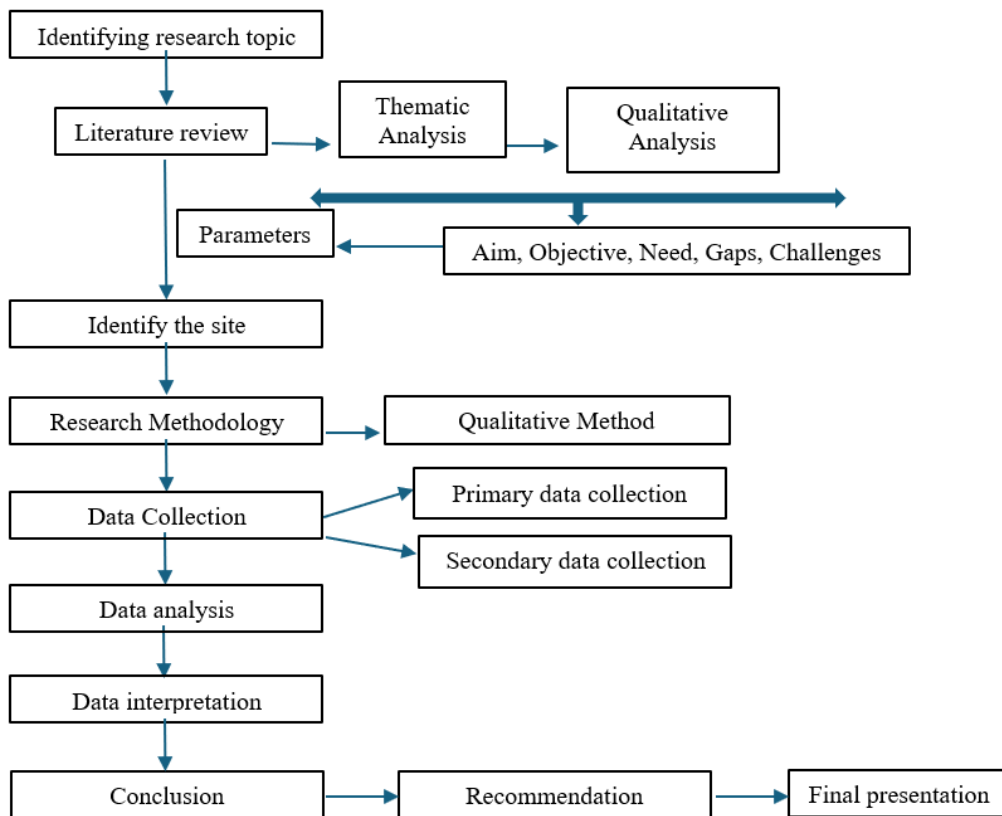 Identifying research topic
Literature review
Thematic
Analysis
Qualitative
Analysis
Parameters
Aim, Objective, Need, Gaps, Challenges
Identify the site
Research Methodology
Qualitative Method
Data Collection
Primary data collection
Secondary data collection
Data analysis
Data interpretation
Conclusion
Recommendation
Final presentation